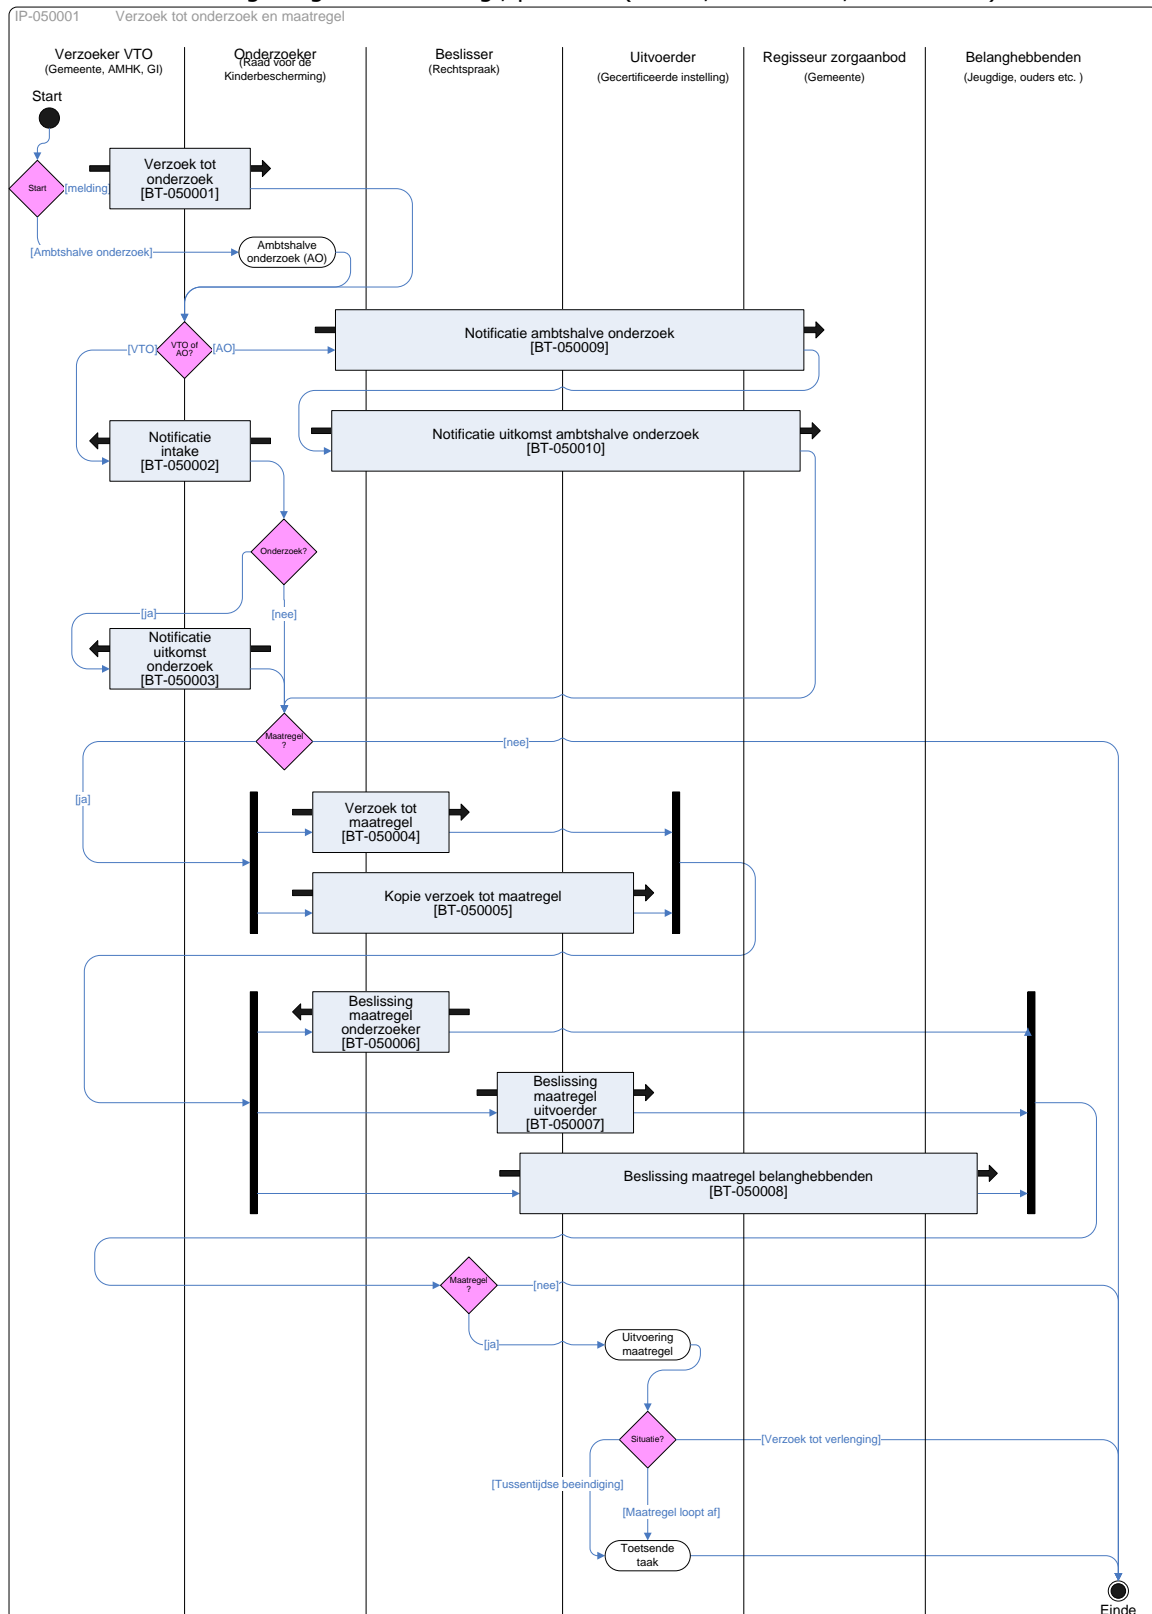 IP-050001 Verzoek tot onderzoek en maatregel
Verzoeker VTO
(Gemeente, AMHK, GI)
Onderzoeker
(Raad voor de
Kinderbescherming)
Beslisser
(Rechtspraak)
Uitvoerder
(Gecertificeerde instelling)
Regisseur zorgaanbod
(Gemeente)
Belanghebbenden
(Jeugdige, ouders etc. )
Start
Start
[melding]
Verzoek tot
onderzoek
[BT-050001]
[Ambtshalve onderzoek]
Ambtshalve
onderzoek (AO)
[VTO]
VTO of
AO?
[AO]
Notificatie ambtshalve onderzoek
[BT-050009]
Notificatie
intake
[BT-050002]
Notificatie uitkomst ambtshalve onderzoek
[BT-050010]
Onderzoek?
[ja]
[nee]
Notificatie
uitkomst
onderzoek
[BT-050003]
Maatregel
?
[nee]
[ja]
Verzoek tot
maatregel
[BT-050004]
Kopie verzoek tot maatregel
[BT-050005]
Beslissing
maatregel
onderzoeker
[BT-050006]
Beslissing
maatregel
uitvoerder
[BT-050007]
Beslissing maatregel belanghebbenden
[BT-050008]
Maatregel
?
[nee]
[ja]
Uitvoering
maatregel
Situatie?
[Verzoek tot verlenging]
[Tussentijdse beeindiging]
[Maatregel loopt af]
Toetsende
taak
Einde